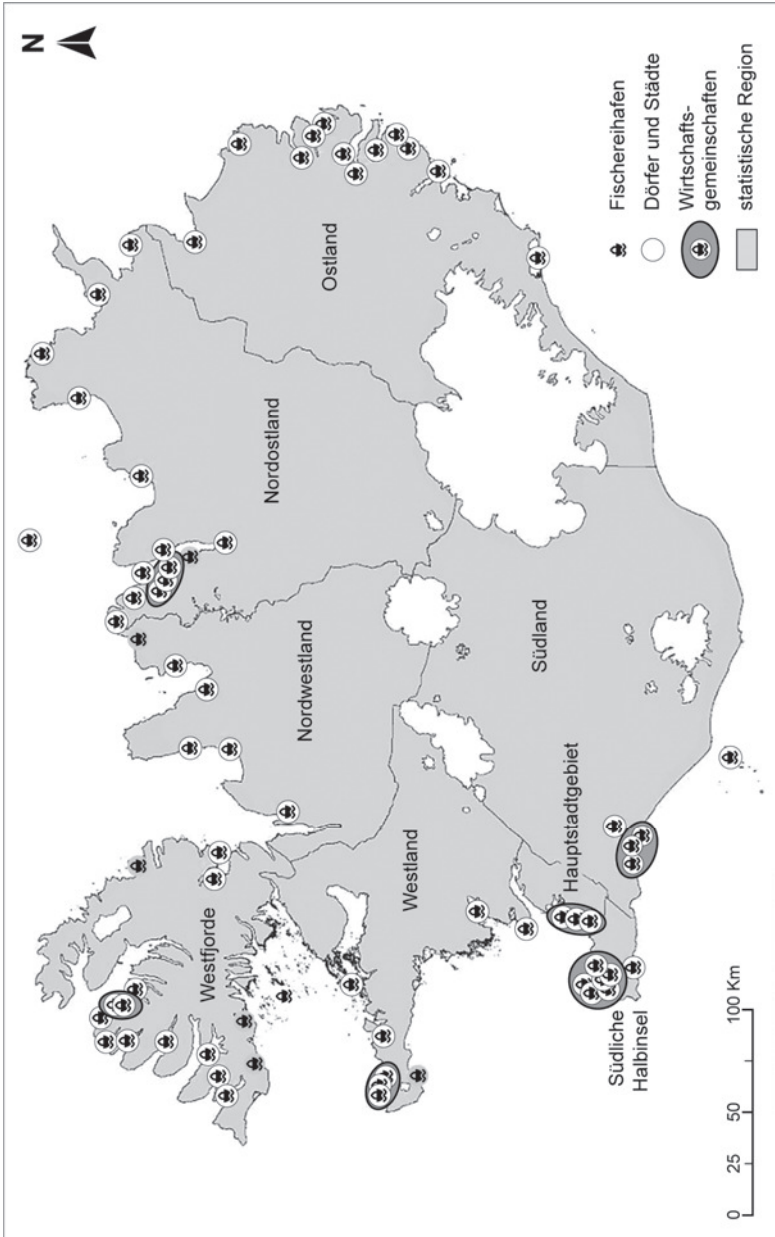 N
Westfjorde
Nordwestland
Nordostland
Ostland
Westland
Hauptstadtgebiet
Südland
Südliche
Halbinsel
0 25 50 100 Km
Fischereihafen
Dörfer und Städte
Wirtschafts-
gemeinschaften
statistische Region